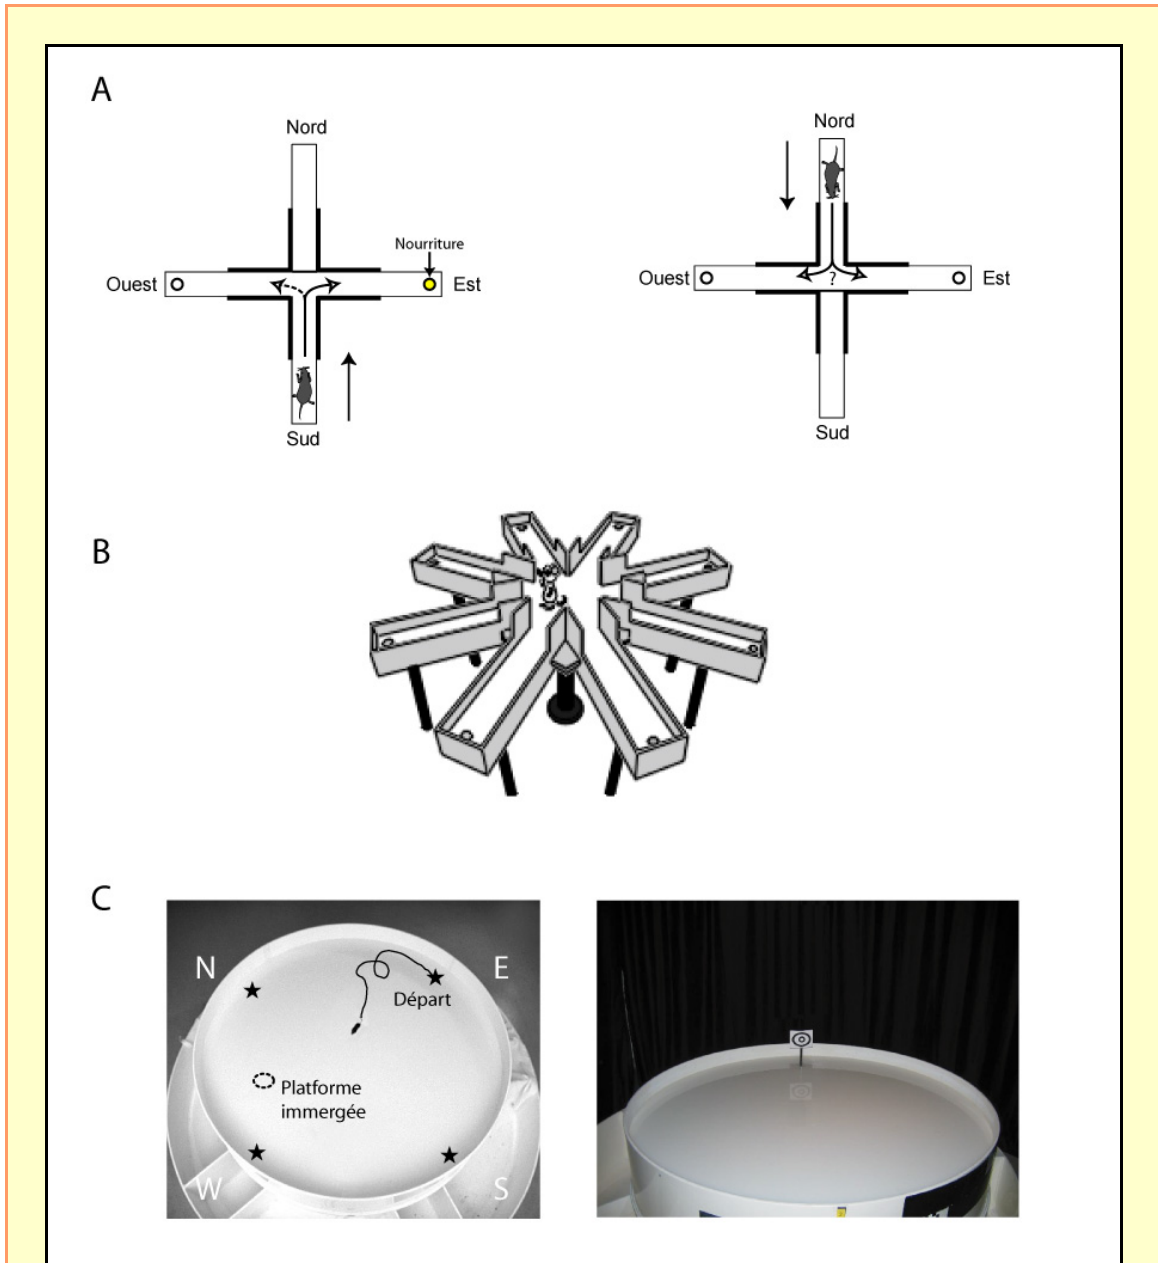 A
Nord
Nourriture
Ouest
Est
Sud
Nord
Ouest
Est
?
Sud
B
C
N
E
Départ
Platforme
immergée
W
S